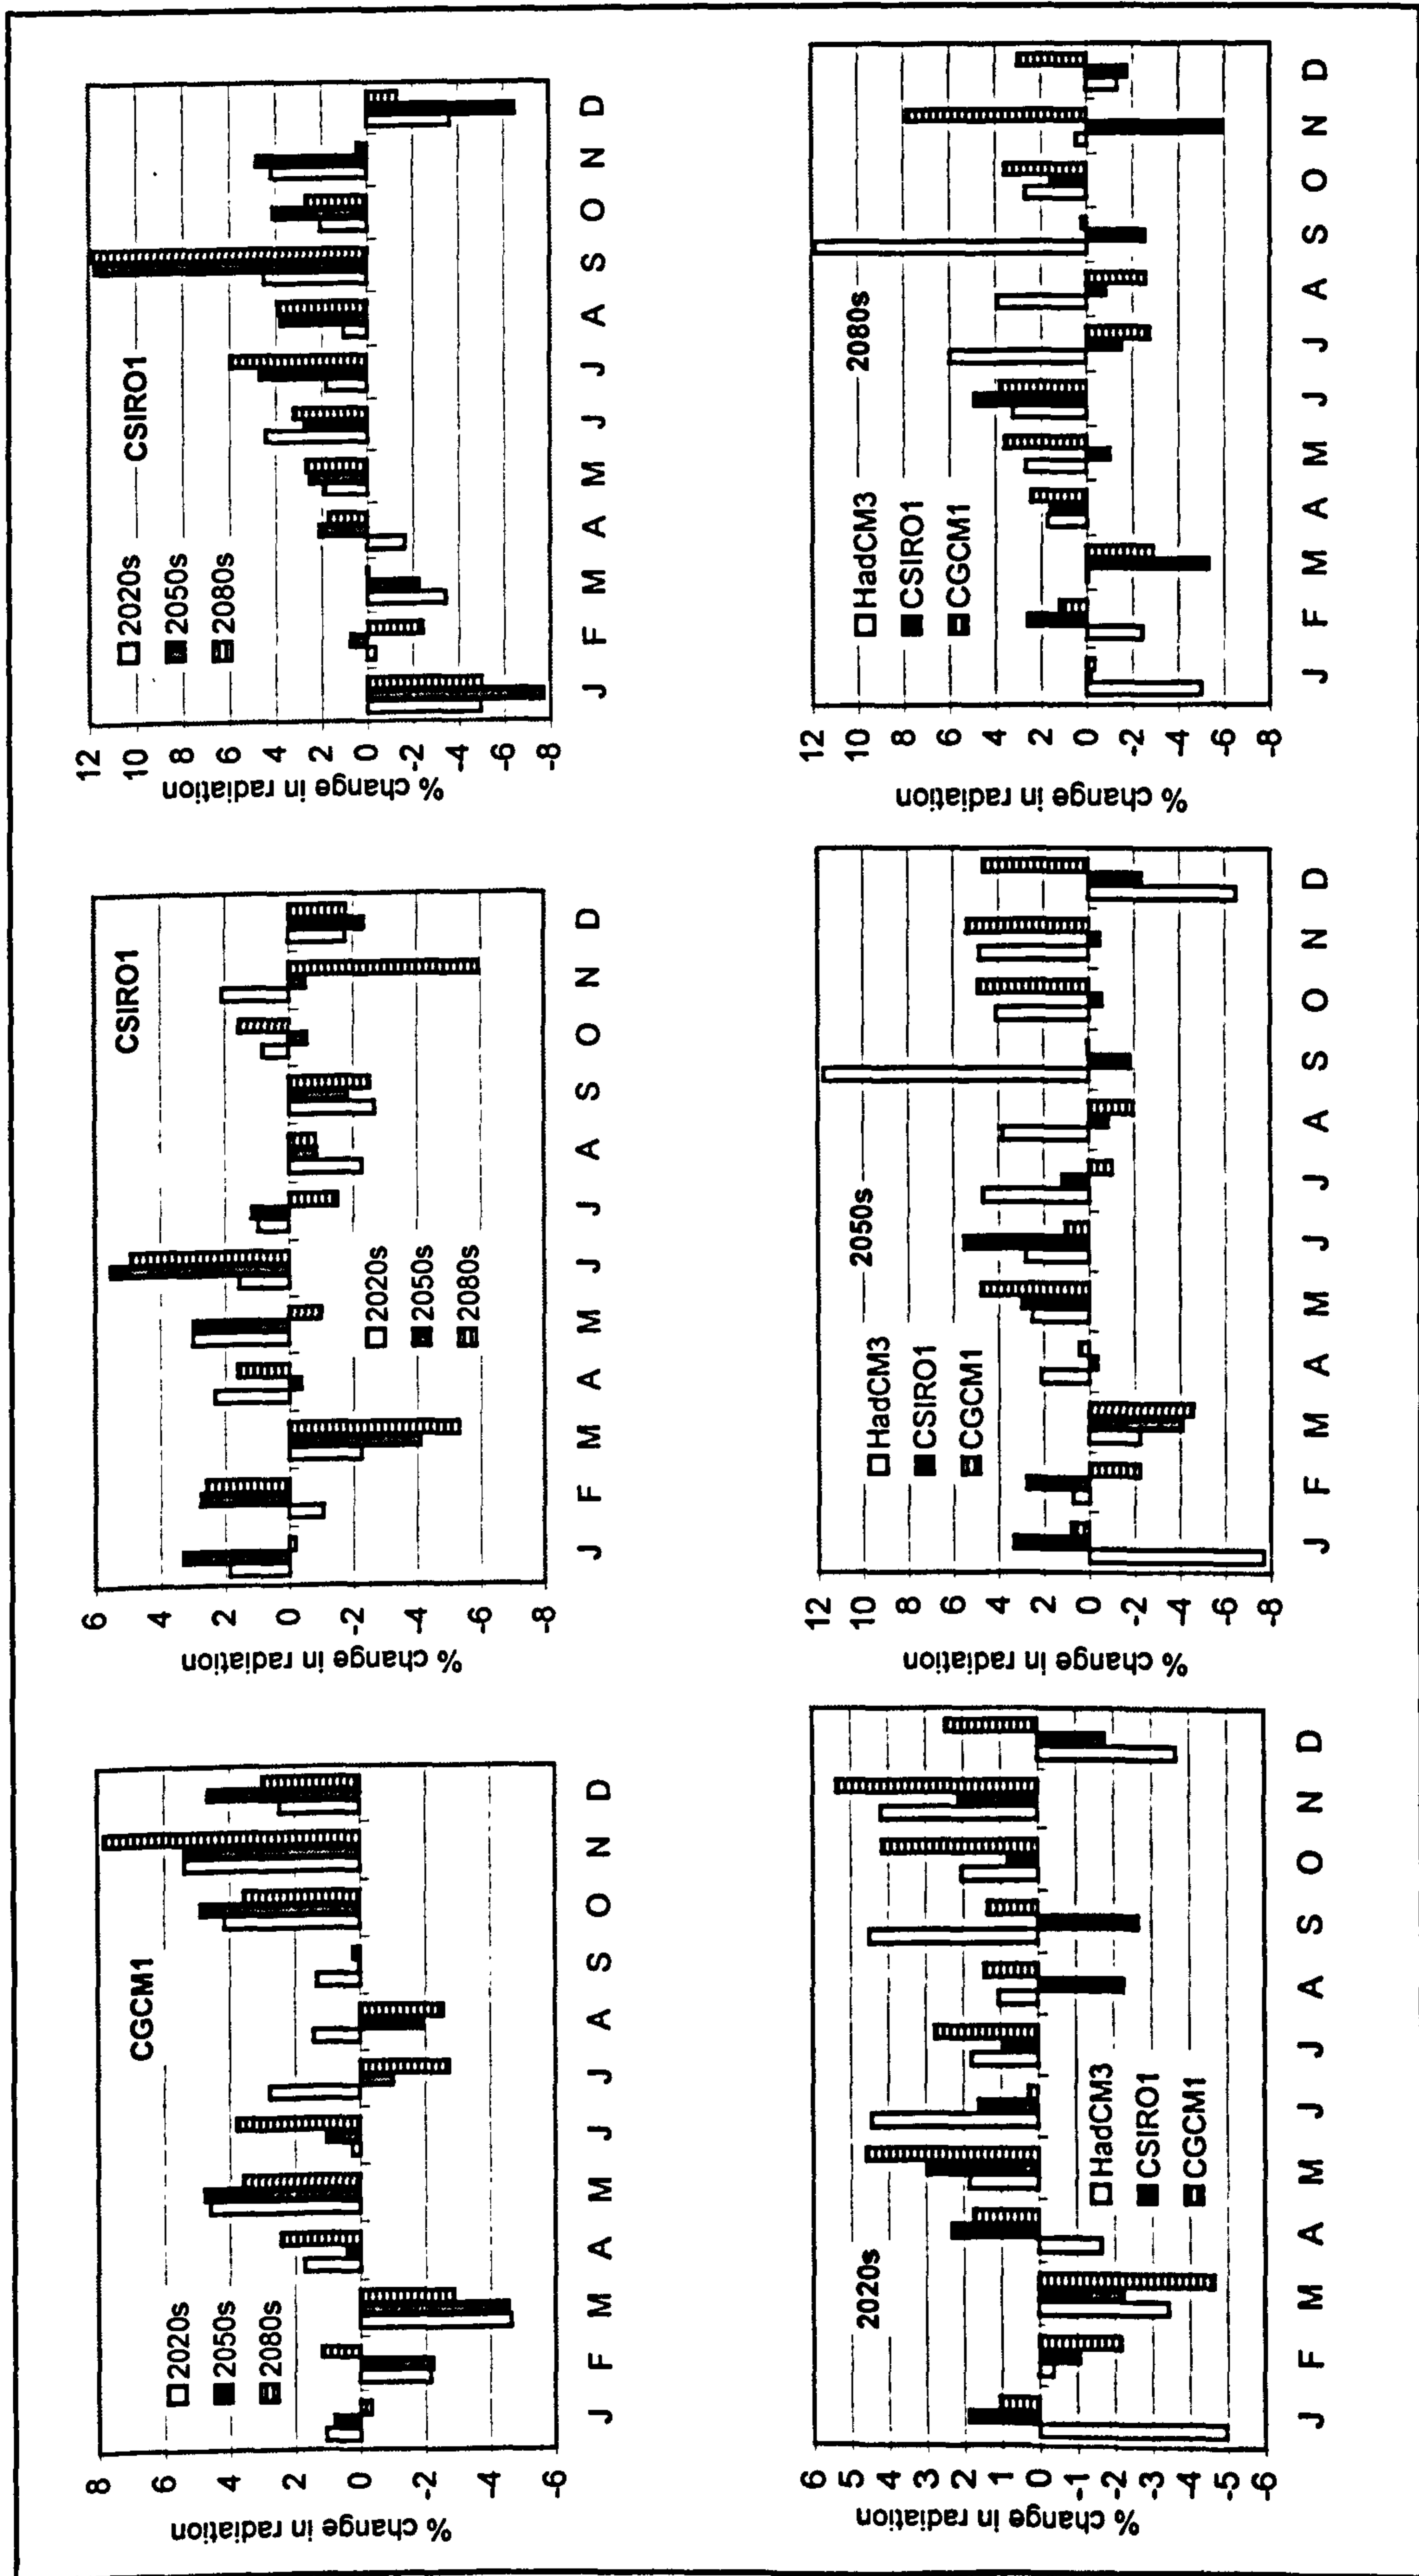 CGCM1
2020s
2050s
2080s
% change in radiation
8
6
4
2
0
-2
-4
-6
J F M A M J J A S O N D
CSIRO1
2020s
2050s
2080s
% change in radiation
6
4
2
0
-2
-4
-6
-8
J F M A M J J A S O N D
CSIRO1
2020s
2050s
2080s
% change in radiation
12
10
8
6
4
2
0
-2
-4
-6
-8
J F M A M J J A S O N D
2020s
HadCM3
CSIRO1
CGCM1
% change in radiation
6
5
4
3
2
1
0
-1
-2
-3
-4
-5
-6
J F M A M J J A S O N D
2050s
HadCM3
CSIRO1
CGCM1
% change in radiation
12
10
8
6
4
2
0
-2
-4
-6
-8
J F M A M J J A S O N D
2080s
HadCM3
CSIRO1
CGCM1
% change in radiation
12
10
8
6
4
2
0
-2
-4
-6
-8
J F M A M J J A S O N D